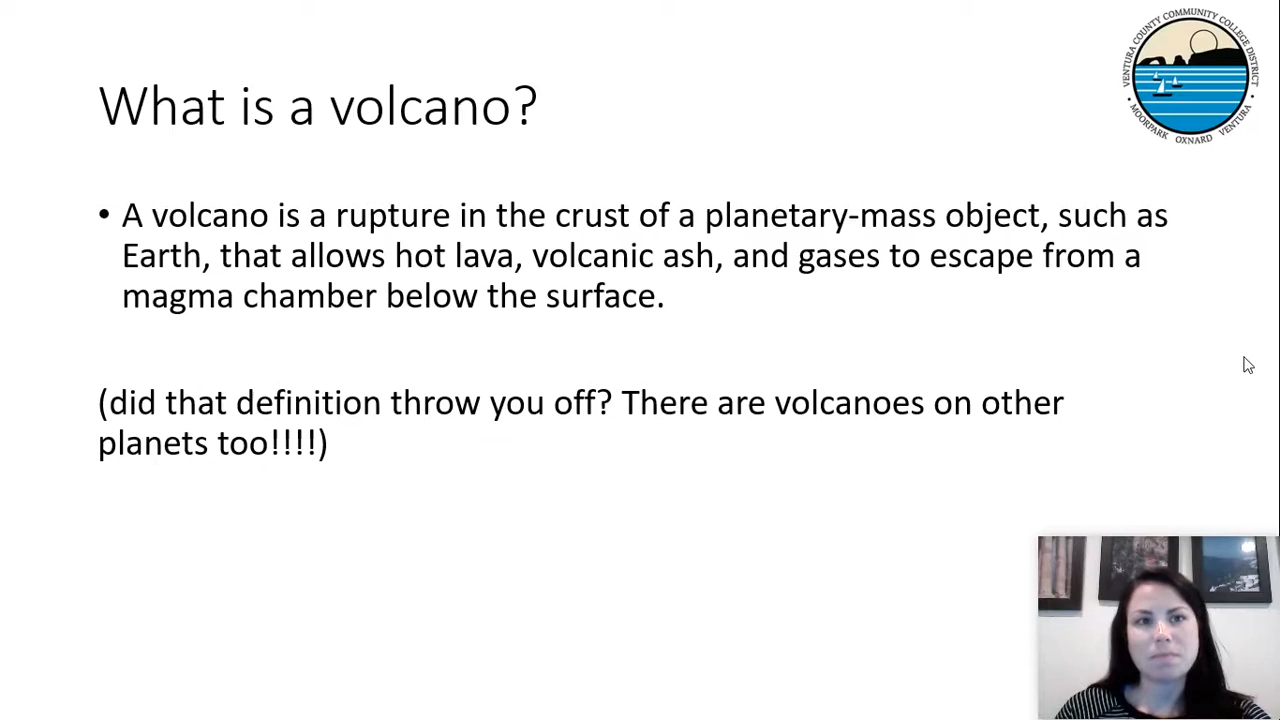 VENTURA COUNTY COMMUNITY COLLEGE DISTRICT
• MOORPARK OXNARD VENTURA •
What is a volcano?
• A volcano is a rupture in the crust of a planetary-mass object, such as
Earth, that allows hot lava, volcanic ash, and gases to escape from a
magma chamber below the surface.
(did that definition throw you off? There are volcanoes on other
planets too!!!!)